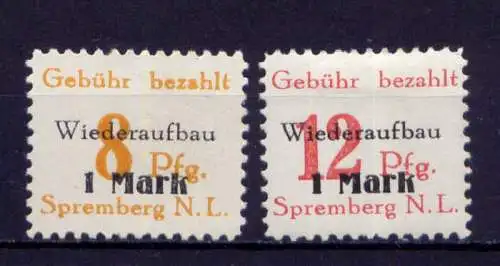 Gebühr bezahlt
Wiederaufbau
8 Pfg.
1 Mark
Spremberg N.L.
Gebühr bezahlt
Wiederaufbau
12 Pfg.
1 Mark
Spremberg N.L.